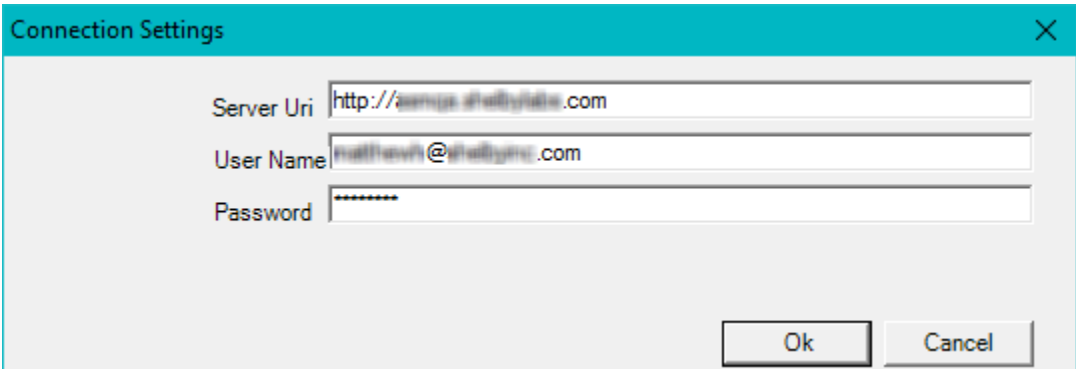 Connection Settings
Server Uri http:// .com
User Name @ .com
Password ********
Ok Cancel